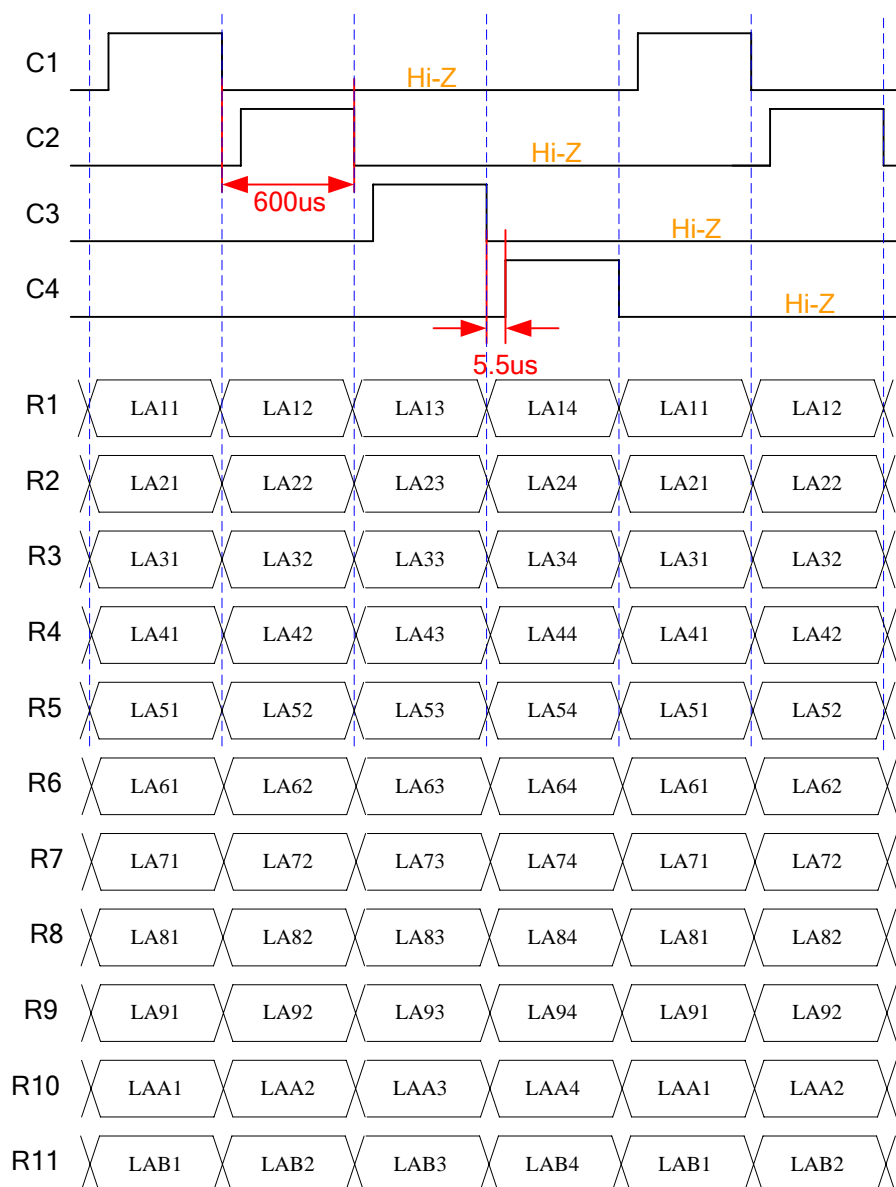 C1
Hi-Z
C2
Hi-Z
600us
C3
Hi-Z
C4
Hi-Z
5.5us
R1 LA11 LA12 LA13 LA14 LA11 LA12
R2 LA21 LA22 LA23 LA24 LA21 LA22
R3 LA31 LA32 LA33 LA34 LA31 LA32
R4 LA41 LA42 LA43 LA44 LA41 LA42
R5 LA51 LA52 LA53 LA54 LA51 LA52
R6 LA61 LA62 LA63 LA64 LA61 LA62
R7 LA71 LA72 LA73 LA74 LA71 LA72
R8 LA81 LA82 LA83 LA84 LA81 LA82
R9 LA91 LA92 LA93 LA94 LA91 LA92
R10 LAA1 LAA2 LAA3 LAA4 LAA1 LAA2
R11 LAB1 LAB2 LAB3 LAB4 LAB1 LAB2